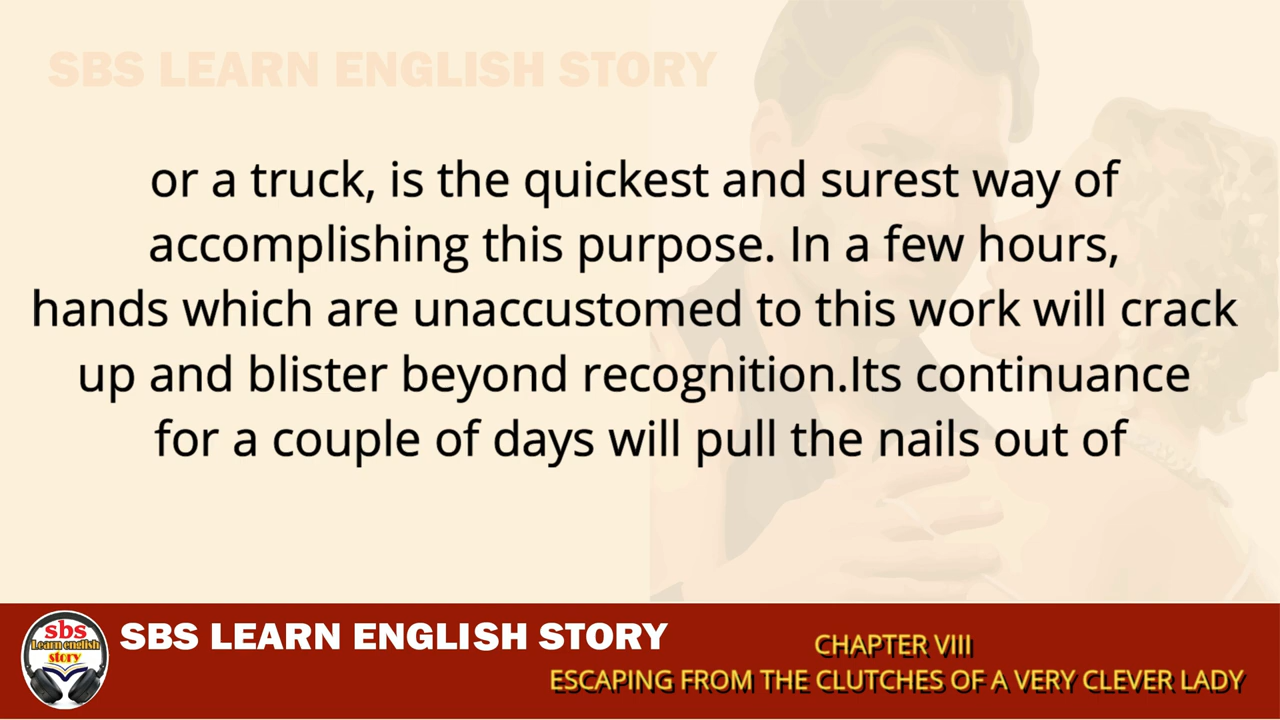 SBS LEARN ENGLISH STORY
or a truck, is the quickest and surest way of
accomplishing this purpose. In a few hours,
hands which are unaccustomed to this work will crack
up and blister beyond recognition.Its continuance
for a couple of days will pull the nails out of
sbs
Learn english
story
SBS LEARN ENGLISH STORY
CHAPTER VIII
ESCAPING FROM THE CLUTCHES OF A VERY CLEVER LADY